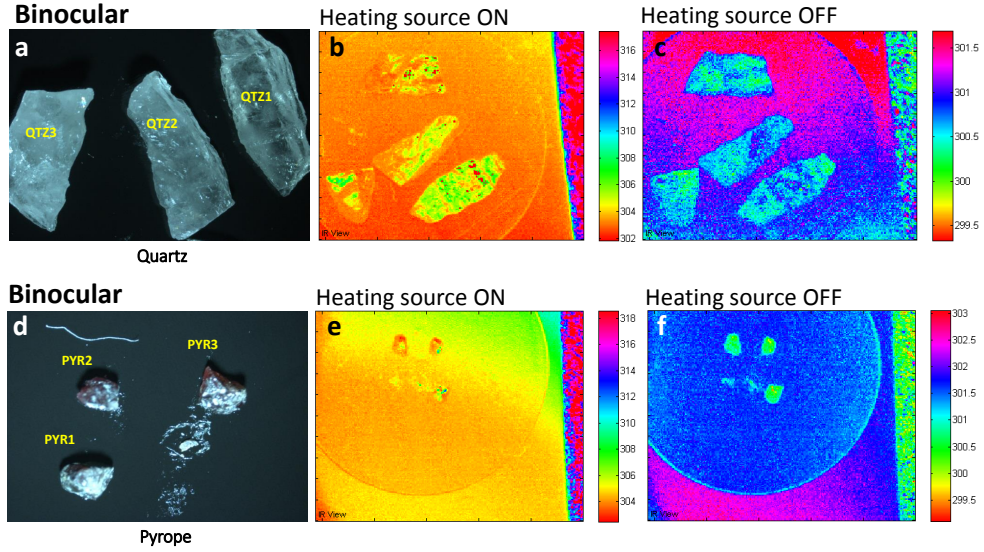 Binocular
Heating source ON
Heating source OFF
a
QTZ3
QTZ2
QTZ1
Quartz
b
IR View
316
314
312
310
308
306
304
302
c
IR View
301.5
301
300.5
300
299.5
Binocular
Heating source ON
Heating source OFF
d
PYR2
PYR3
PYR1
Pyrope
e
IR View
318
316
314
312
310
308
306
304
f
IR View
303
302.5
302
301.5
301
300.5
300
299.5